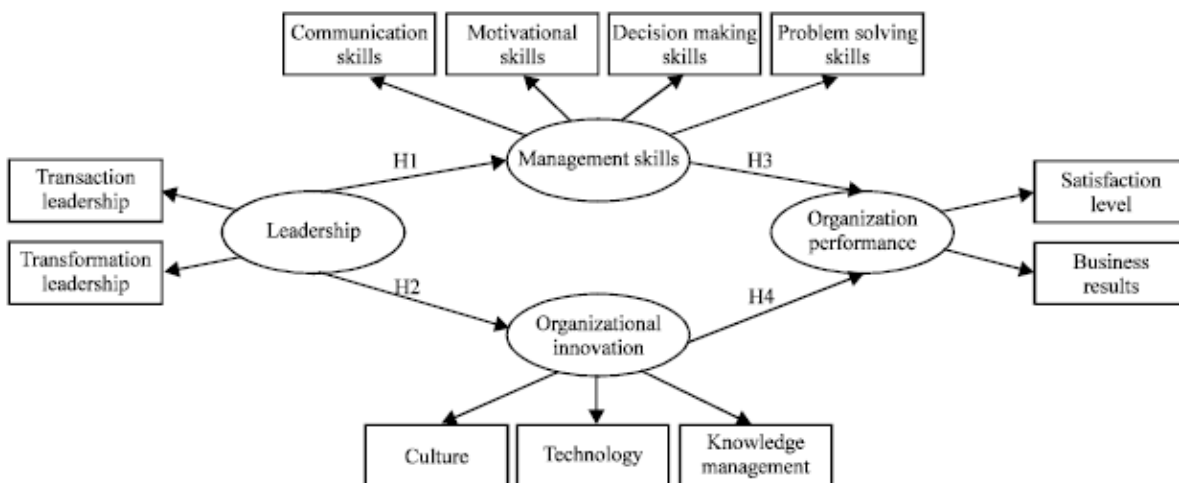 Communication
skills
Motivational
skills
Decision making
skills
Problem solving
skills
H1
Management skills
H3
Transaction
leadership
Transformation
leadership
Leadership
Organization
performance
Satisfaction
level
Business
results
H2
H4
Organizational
innovation
Culture
Technology
Knowledge
management